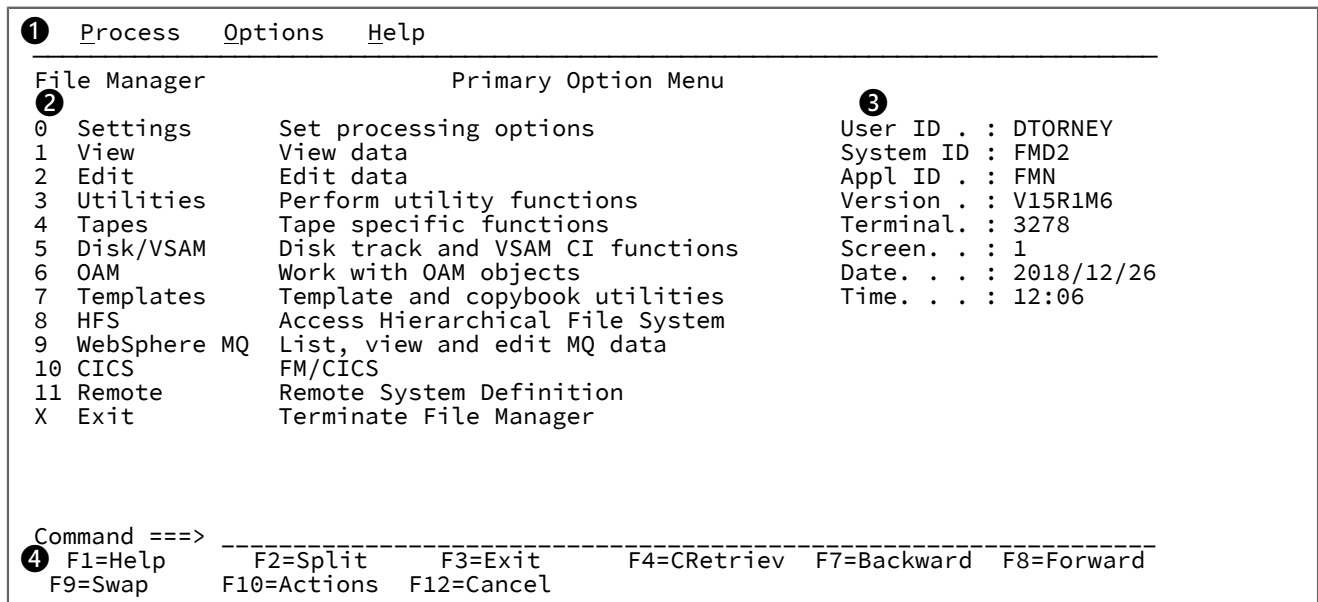 ❶ Process Options Help
File Manager Primary Option Menu
❷ ❸
0 Settings Set processing options User ID . : DTORNEY
1 View View data System ID : FMD2
2 Edit Edit data Appl ID . : FMN
3 Utilities Perform utility functions Version . : V15R1M6
4 Tapes Tape specific functions Terminal. : 3278
5 Disk/VSAM Disk track and VSAM CI functions Screen. . : 1
6 OAM Work with OAM objects Date. . . : 2018/12/26
7 Templates Template and copybook utilities Time. . . : 12:06
8 HFS Access Hierarchical File System
9 WebSphere MQ List, view and edit MQ data
10 CICS FM/CICS
11 Remote Remote System Definition
X Exit Terminate File Manager
Command ===> _________________________________________________________________
❹ F1=Help F2=Split F3=Exit F4=CRetriev F7=Backward F8=Forward
F9=Swap F10=Actions F12=Cancel